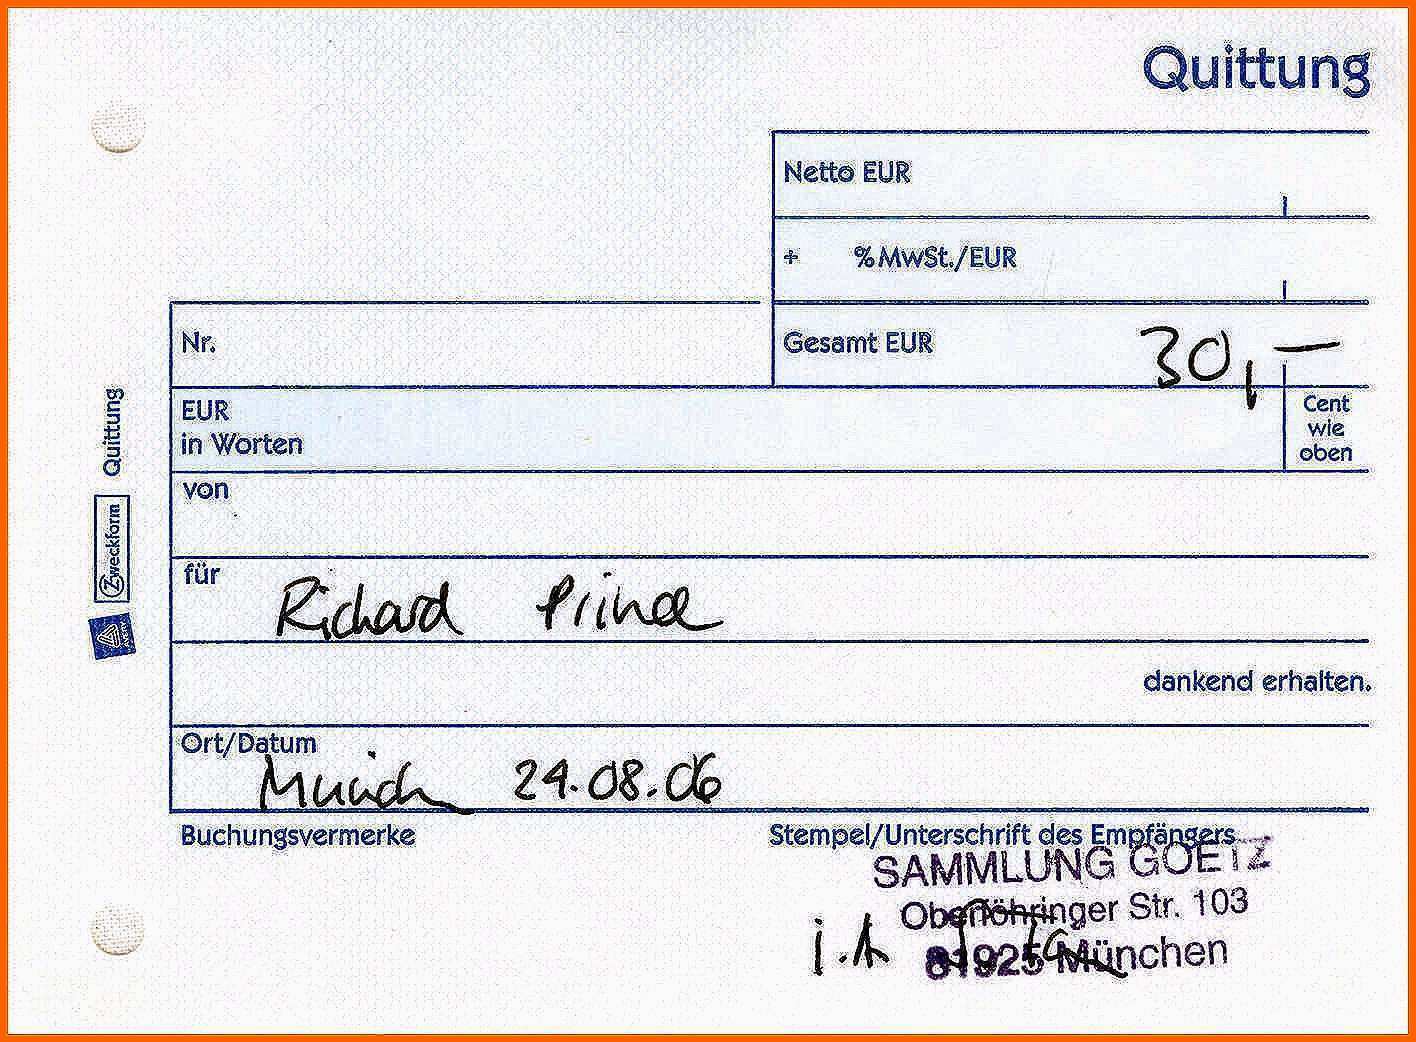 Quittung
Netto EUR
+ % MwSt./EUR
Nr.
Gesamt EUR 30,—
EUR
in Worten
Cent
wie
oben
von
für Richard Prince
dankend erhalten.
Ort/Datum
Munich 24.08.06
Buchungsvermerke
Stempel/Unterschrift des Empfängers
SAMMLUNG GOETZ
Oberföhringer Str. 103
i.A
81925 München
Quittung
Zweckform
AVERY